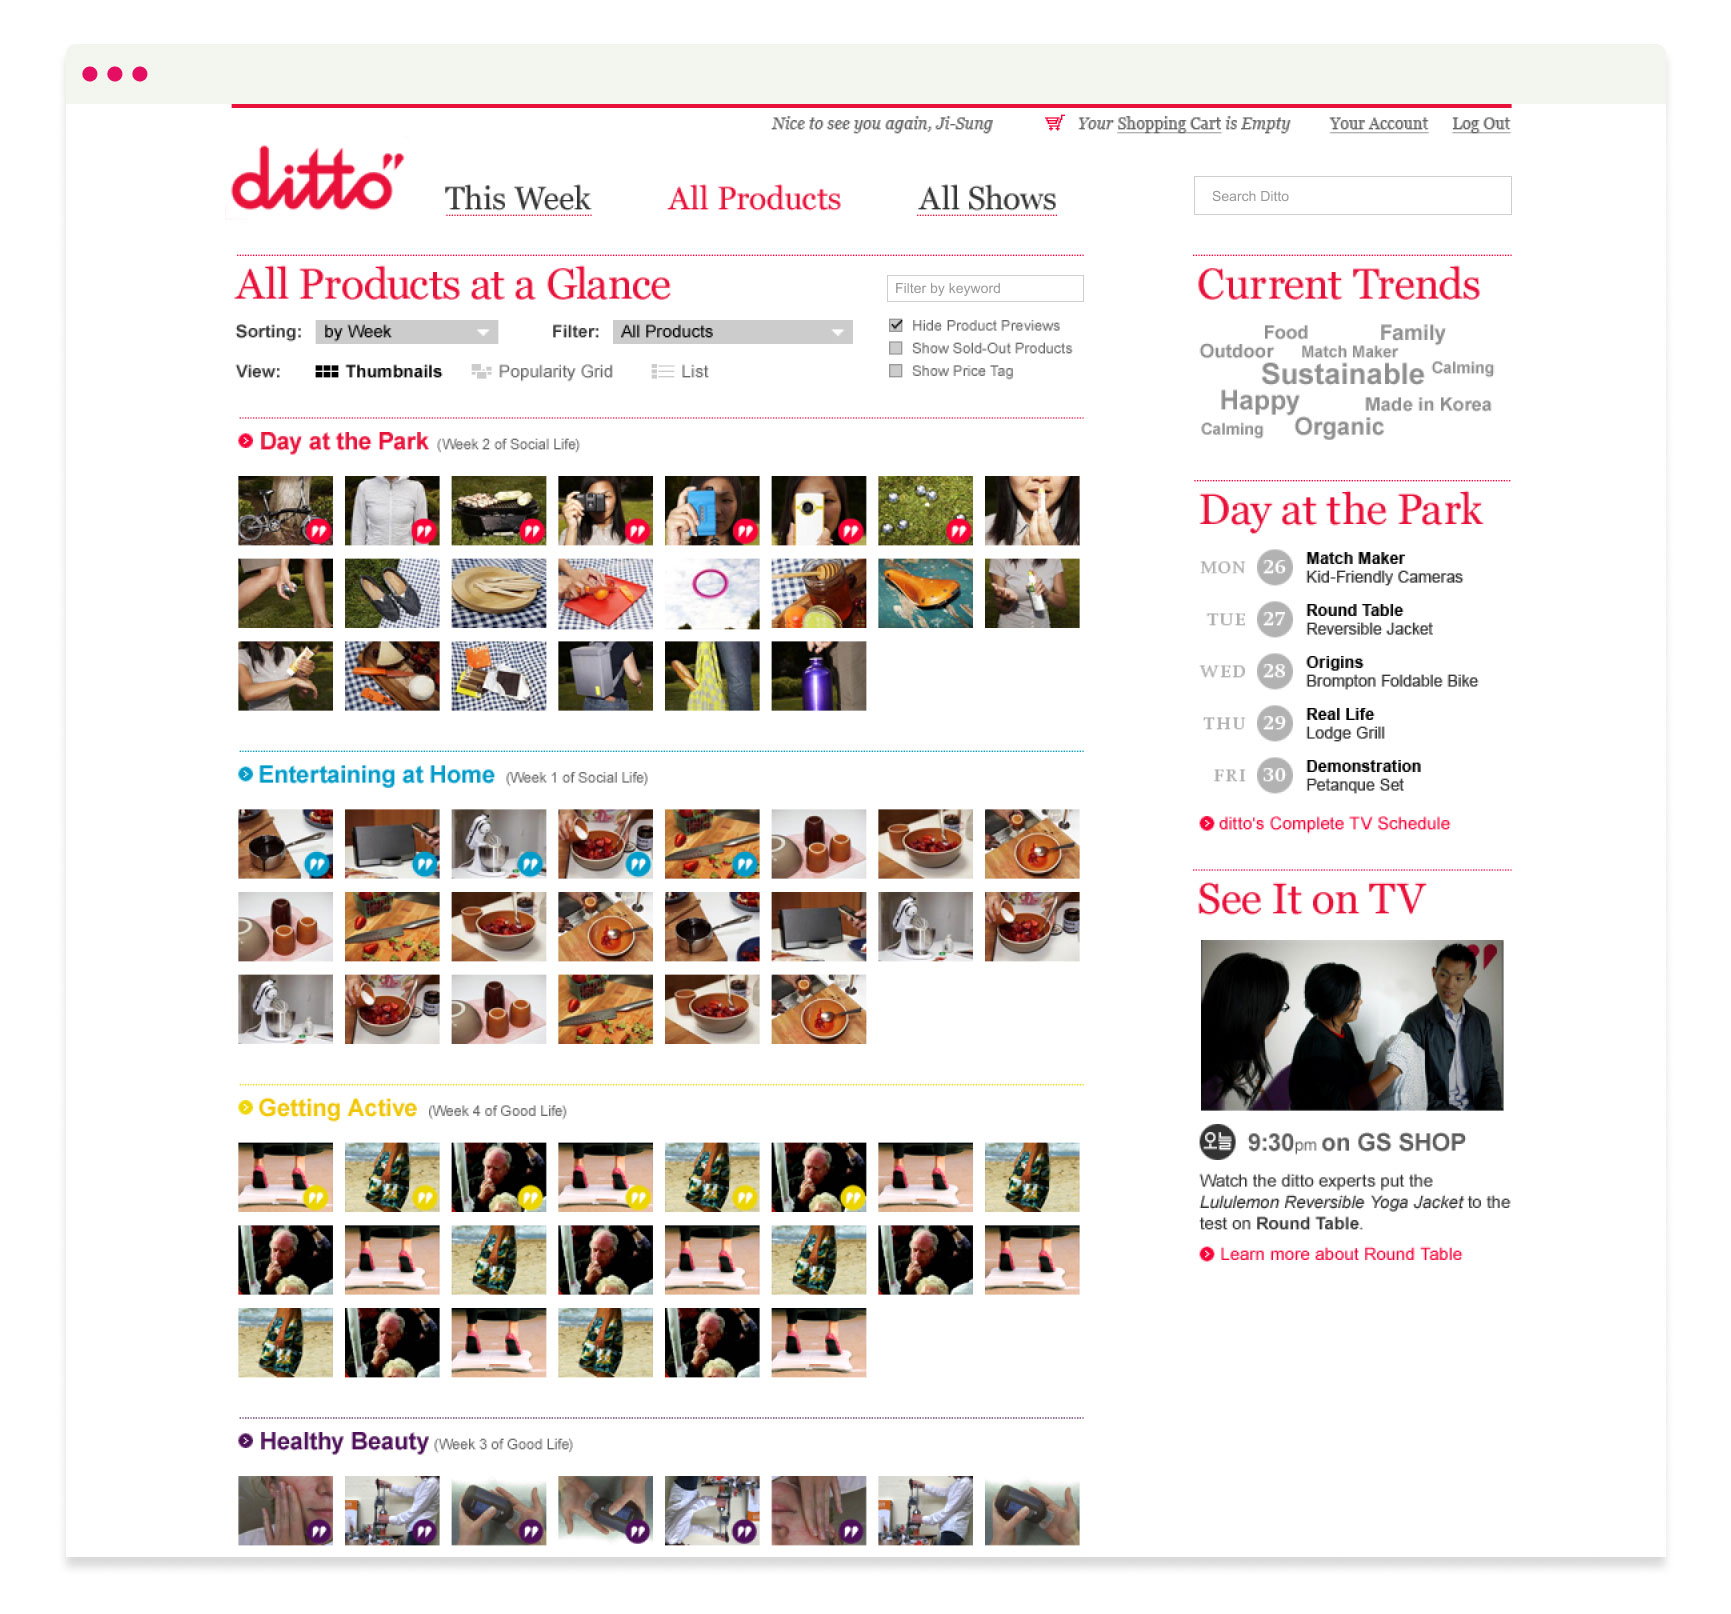 Nice to see you again, Ji-Sung
Your Shopping Cart is Empty
Your Account
Log Out
ditto"
This Week
All Products
All Shows
Search Ditto
All Products at a Glance
Filter by keyword
Sorting: by Week
Filter: All Products
Hide Product Previews
Show Sold-Out Products
Show Price Tag
View: Thumbnails
Popularity Grid
List
Day at the Park (Week 2 of Social Life)
Entertaining at Home (Week 1 of Social Life)
Getting Active (Week 4 of Good Life)
Healthy Beauty (Week 3 of Good Life)
Current Trends
Food Family
Outdoor Match Maker
Sustainable Calming
Happy Made in Korea
Calming Organic
Day at the Park
MON 26 Match Maker
Kid-Friendly Cameras
TUE 27 Round Table
Reversible Jacket
WED 28 Origins
Brompton Foldable Bike
THU 29 Real Life
Lodge Grill
FRI 30 Demonstration
Petanque Set
ditto's Complete TV Schedule
See It on TV
오늘 9:30pm on GS SHOP
Watch the ditto experts put the
Lululemon Reversible Yoga Jacket to the
test on Round Table.
Learn more about Round Table